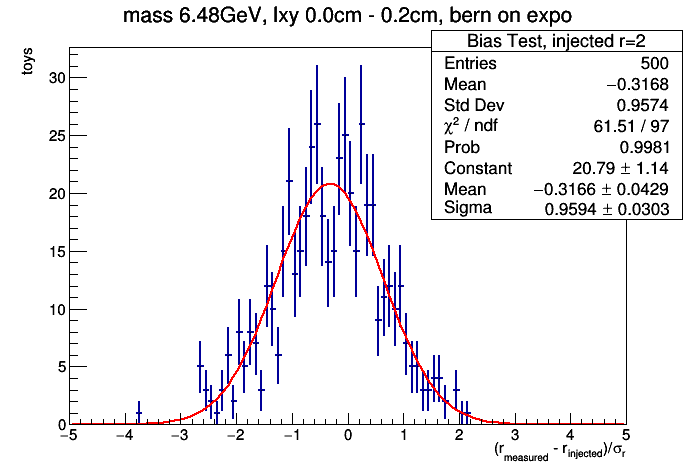 mass 6.48GeV, lxy 0.0cm - 0.2cm, bern on expo
Bias Test, injected r=2
Entries 500
Mean −0.3168
Std Dev 0.9574
χ² / ndf 61.51 / 97
Prob 0.9981
Constant 20.79 ± 1.14
Mean −0.3166 ± 0.0429
Sigma 0.9594 ± 0.0303
toys
30
25
20
15
10
5
0
−5 −4 −3 −2 −1 0 1 2 3 4 5
(r_measured - r_injected)/σ_r